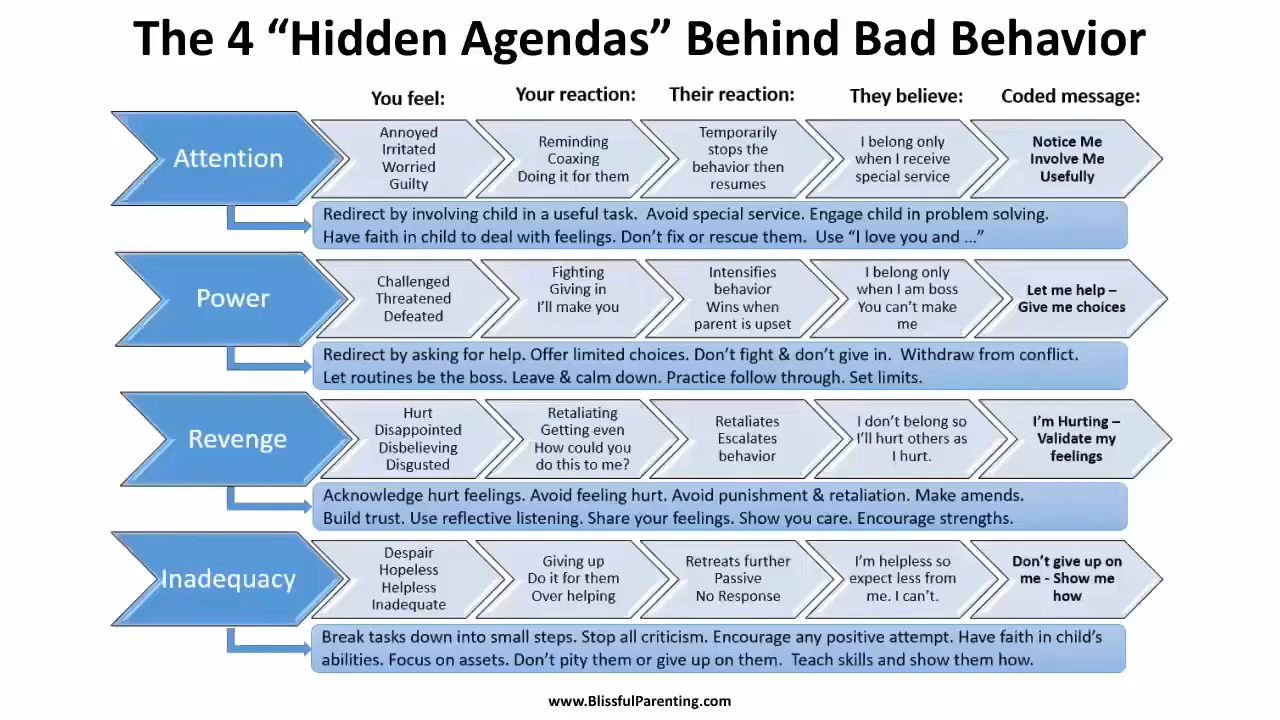 The 4 “Hidden Agendas” Behind Bad Behavior
You feel:
Your reaction:
Their reaction:
They believe:
Coded message:
Attention
Annoyed
Irritated
Worried
Guilty
Reminding
Coaxing
Doing it for them
Temporarily
stops the
behavior then
resumes
I belong only
when I receive
special service
Notice Me
Involve Me
Usefully
Redirect by involving child in a useful task.  Avoid special service. Engage child in problem solving.
Have faith in child to deal with feelings. Don’t fix or rescue them.  Use “I love you and …”
Power
Challenged
Threatened
Defeated
Fighting
Giving in
I’ll make you
Intensifies
behavior
Wins when
parent is upset
I belong only
when I am boss
You can’t make
me
Let me help –
Give me choices
Redirect by asking for help. Offer limited choices. Don’t fight & don’t give in.  Withdraw from conflict.
Let routines be the boss. Leave & calm down. Practice follow through. Set limits.
Revenge
Hurt
Disappointed
Disbelieving
Disgusted
Retaliating
Getting even
How could you
do this to me?
Retaliates
Escalates
behavior
I don’t belong so
I’ll hurt others as
I hurt.
I’m Hurting –
Validate my
feelings
Acknowledge hurt feelings. Avoid feeling hurt. Avoid punishment & retaliation. Make amends.
Build trust. Use reflective listening. Share your feelings. Show you care. Encourage strengths.
Inadequacy
Despair
Hopeless
Helpless
Inadequate
Giving up
Do it for them
Over helping
Retreats further
Passive
No Response
I’m helpless so
expect less from
me. I can’t.
Don’t give up on
me - Show me
how
Break tasks down into small steps. Stop all criticism. Encourage any positive attempt. Have faith in child’s
abilities. Focus on assets. Don’t pity them or give up on them.  Teach skills and show them how.
www.BlissfulParenting.com